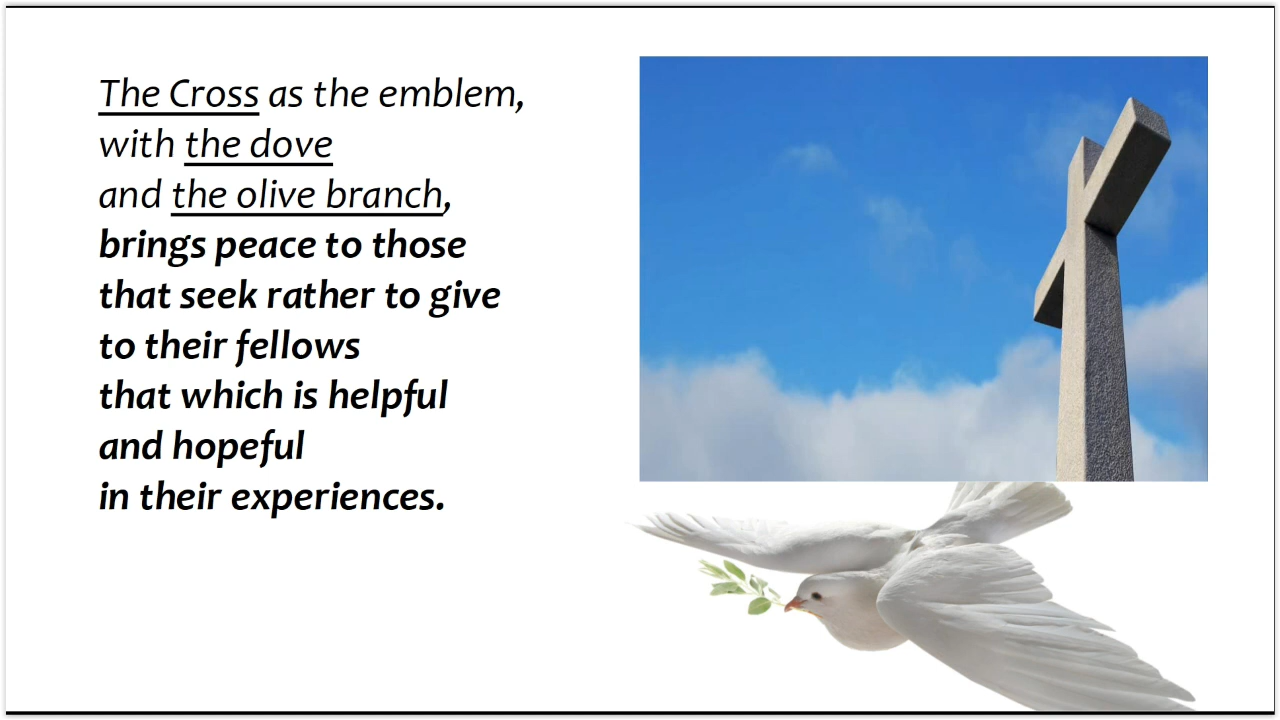 The Cross as the emblem,
with the dove
and the olive branch,
brings peace to those
that seek rather to give
to their fellows
that which is helpful
and hopeful
in their experiences.